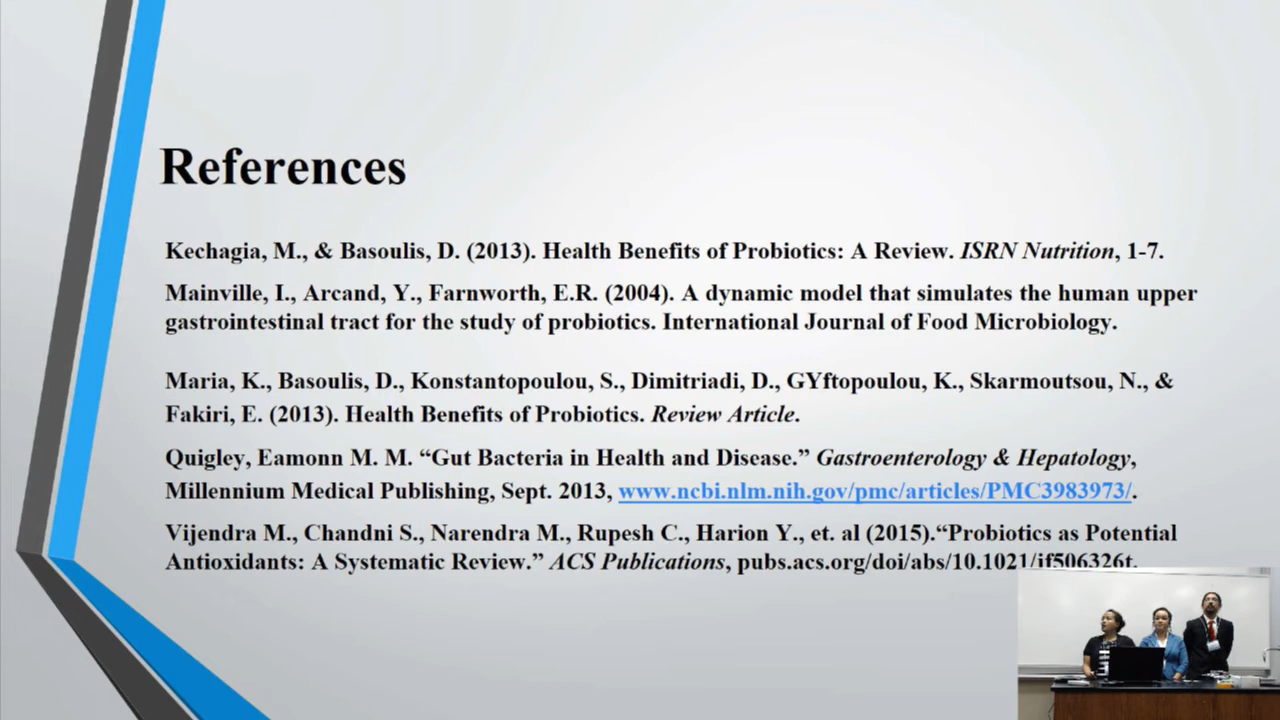 References
Kechagia, M., & Basoulis, D. (2013). Health Benefits of Probiotics: A Review. ISRN Nutrition, 1-7.
Mainville, I., Arcand, Y., Farnworth, E.R. (2004). A dynamic model that simulates the human upper
gastrointestinal tract for the study of probiotics. International Journal of Food Microbiology.
Maria, K., Basoulis, D., Konstantopoulou, S., Dimitriadi, D., GYftopoulou, K., Skarmoutsou, N., &
Fakiri, E. (2013). Health Benefits of Probiotics. Review Article.
Quigley, Eamonn M. M. “Gut Bacteria in Health and Disease.” Gastroenterology & Hepatology,
Millennium Medical Publishing, Sept. 2013, www.ncbi.nlm.nih.gov/pmc/articles/PMC3983973/.
Vijendra M., Chandni S., Narendra M., Rupesh C., Harion Y., et. al (2015).“Probiotics as Potential
Antioxidants: A Systematic Review.” ACS Publications, pubs.acs.org/doi/abs/10.1021/jf506326t.